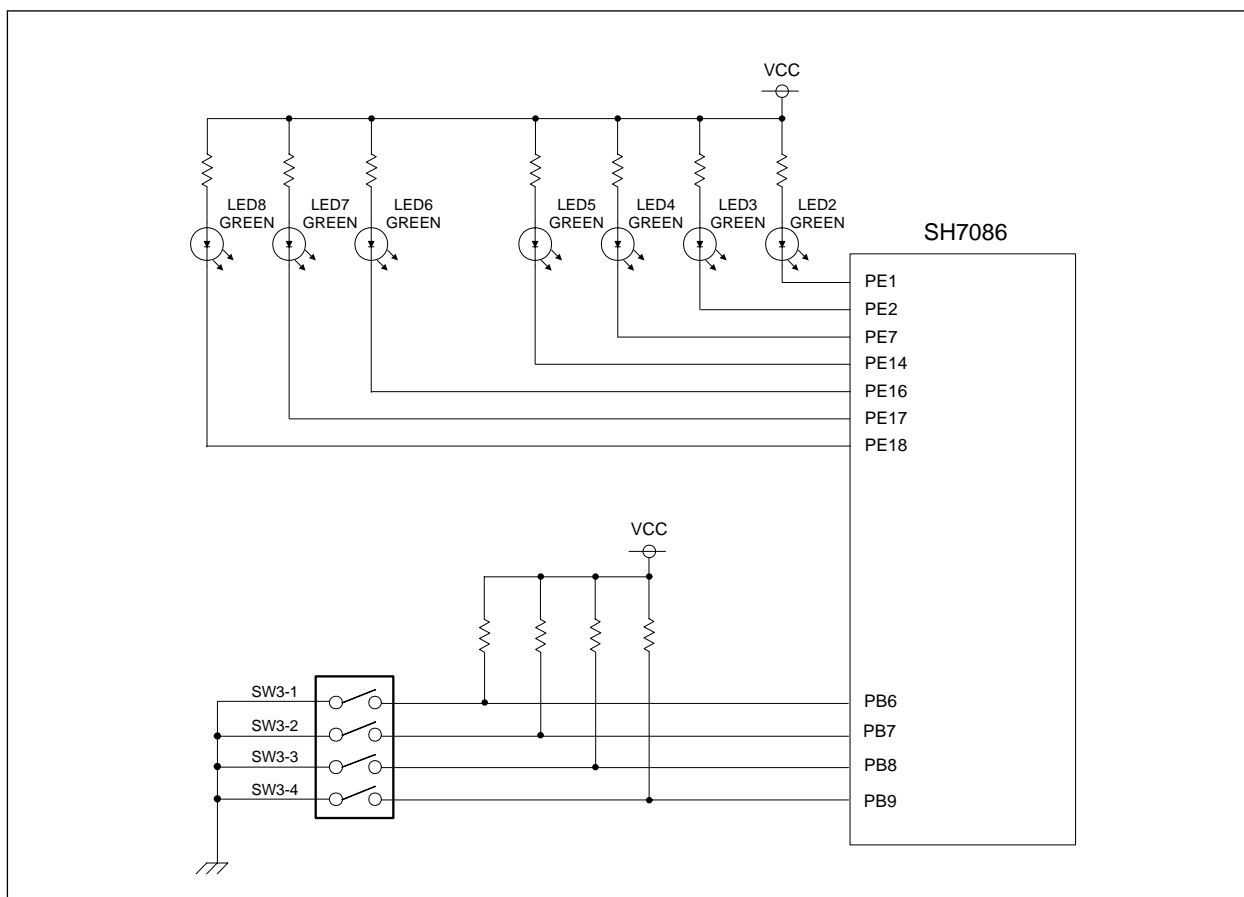 VCC
LED8
GREEN
LED7
GREEN
LED6
GREEN
LED5
GREEN
LED4
GREEN
LED3
GREEN
LED2
GREEN
SH7086
PE1
PE2
PE7
PE14
PE16
PE17
PE18
VCC
SW3-1
PB6
SW3-2
PB7
SW3-3
PB8
SW3-4
PB9